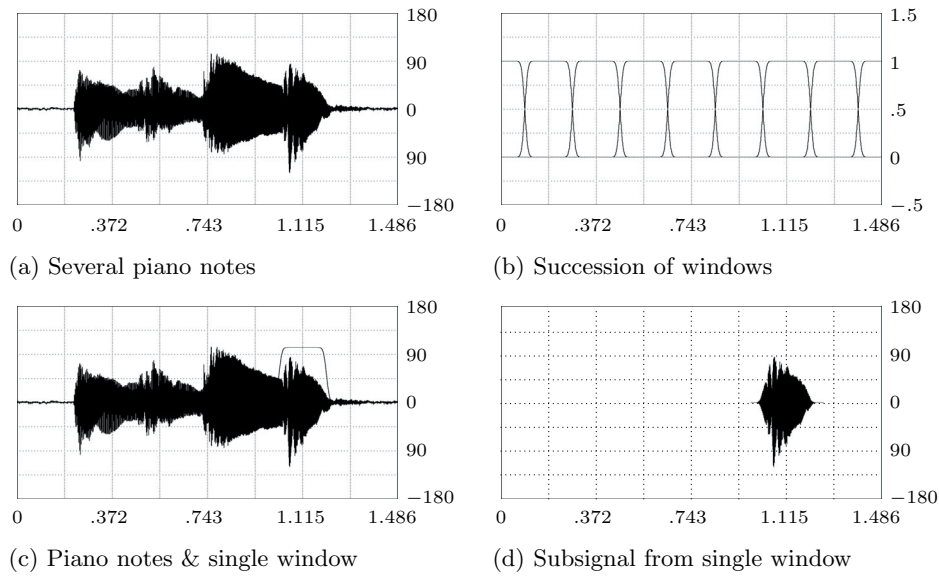 180
90
0
90
−180
0 .372 .743 1.115 1.486
(a) Several piano notes
1.5
1
.5
0
−.5
0 .372 .743 1.115 1.486
(b) Succession of windows
180
90
0
90
−180
0 .372 .743 1.115 1.486
(c) Piano notes & single window
180
90
0
90
−180
0 .372 .743 1.115 1.486
(d) Subsignal from single window